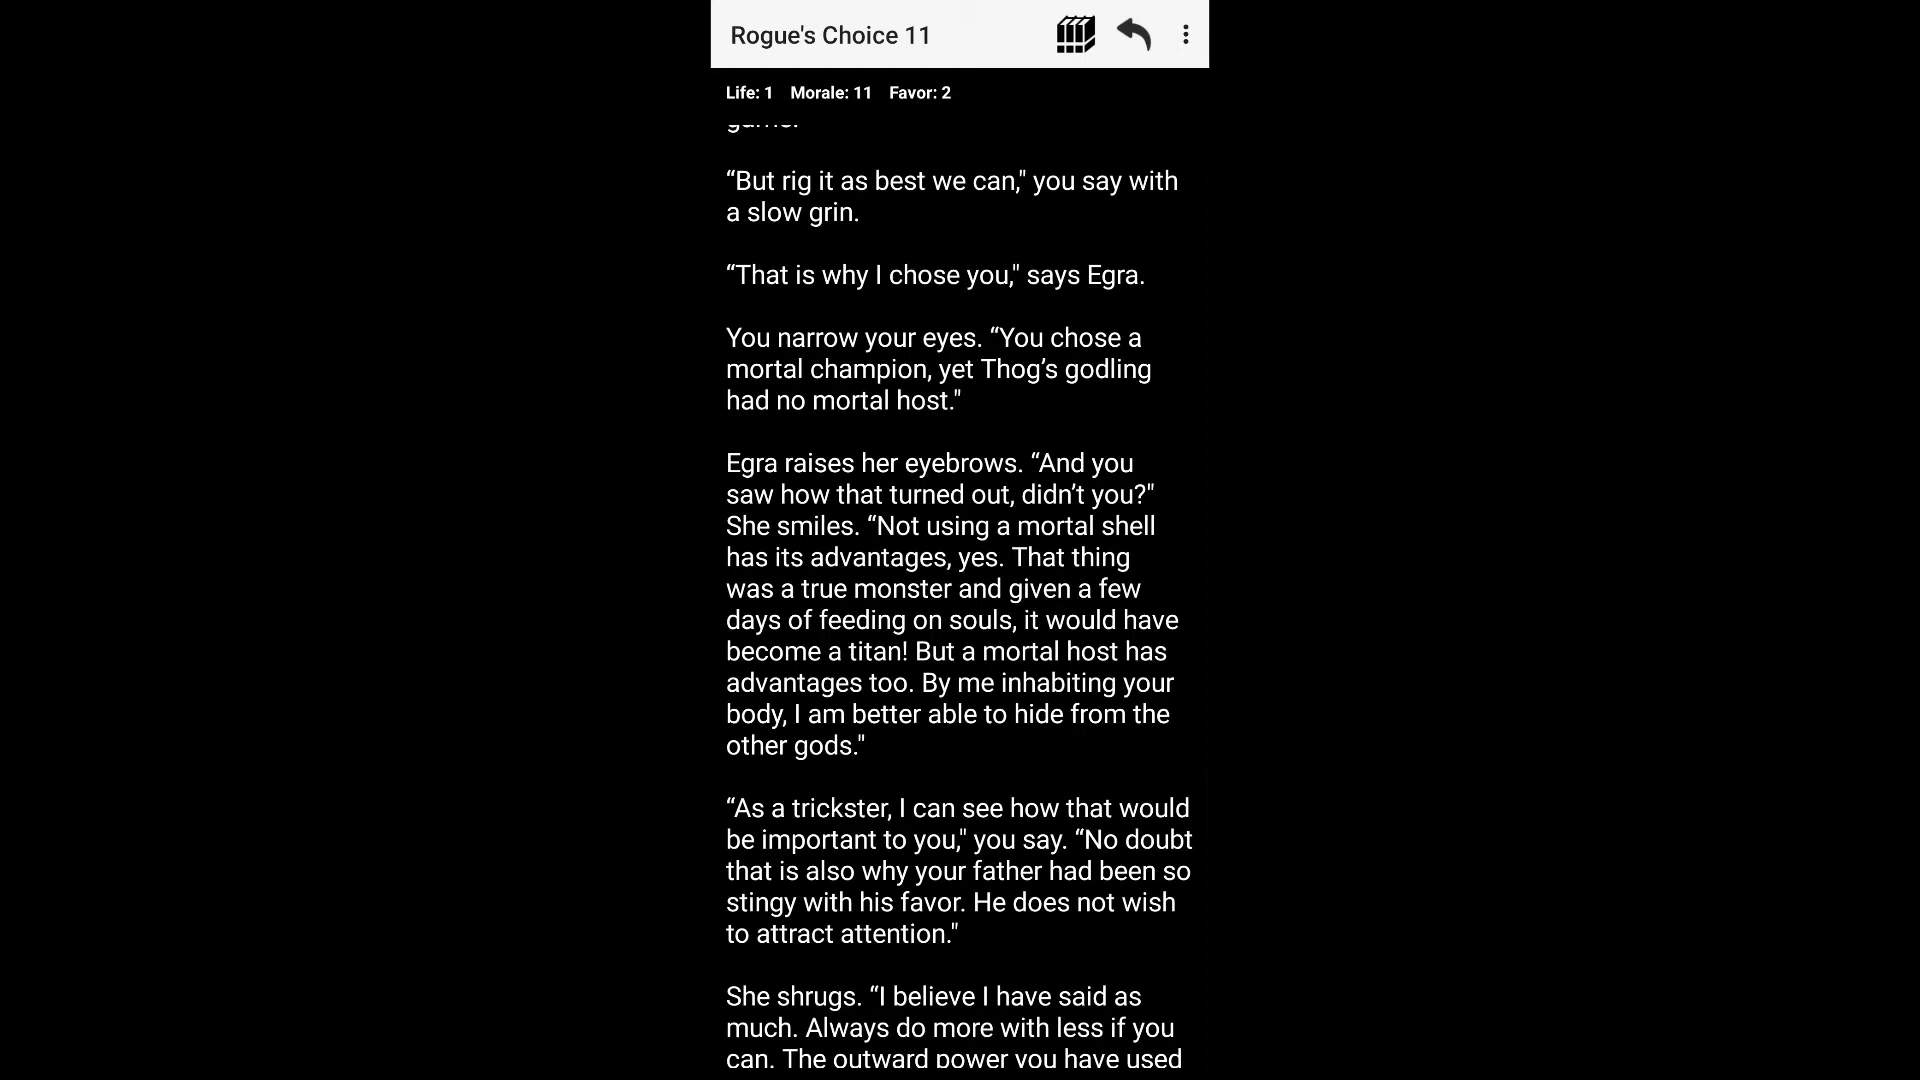 Rogue's Choice 11
Life: 1 Morale: 11 Favor: 2
“But rig it as best we can," you say with
a slow grin.
“That is why I chose you," says Egra.
You narrow your eyes. “You chose a
mortal champion, yet Thog’s godling
had no mortal host."
Egra raises her eyebrows. “And you
saw how that turned out, didn’t you?"
She smiles. “Not using a mortal shell
has its advantages, yes. That thing
was a true monster and given a few
days of feeding on souls, it would have
become a titan! But a mortal host has
advantages too. By me inhabiting your
body, I am better able to hide from the
other gods."
“As a trickster, I can see how that would
be important to you," you say. “No doubt
that is also why your father had been so
stingy with his favor. He does not wish
to attract attention."
She shrugs. “I believe I have said as
much. Always do more with less if you
can. The outward power you have used